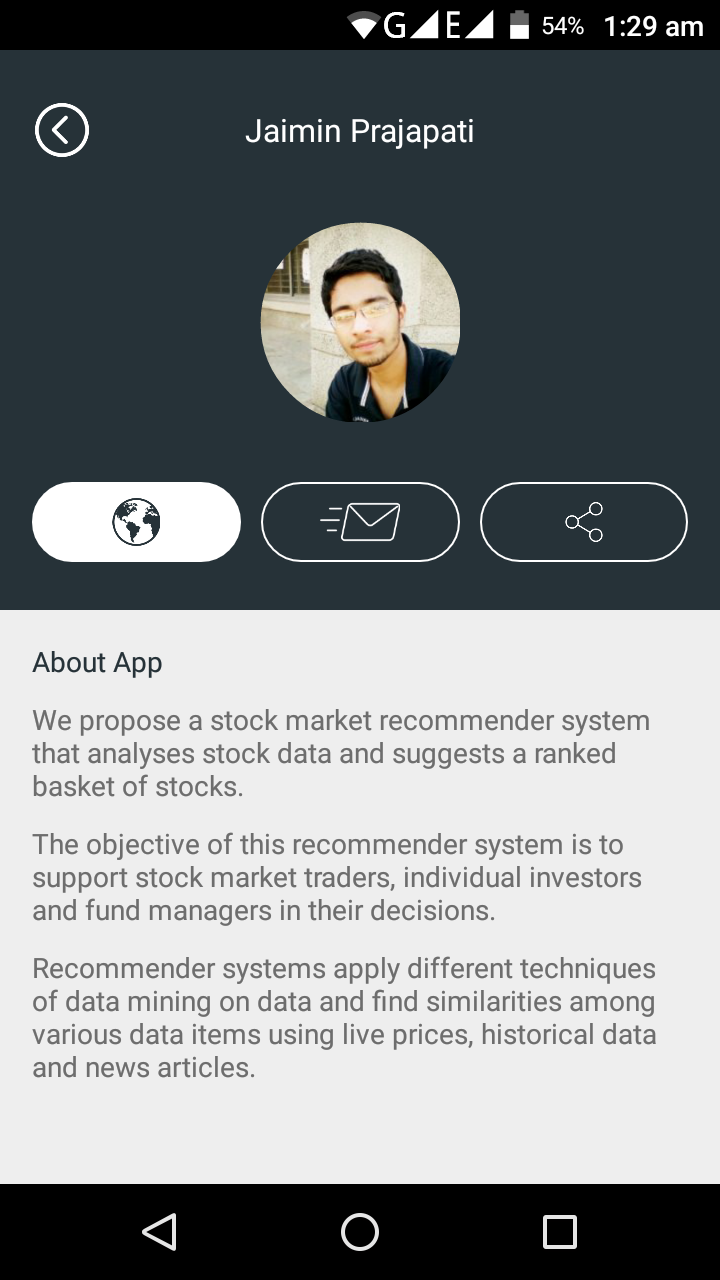 G E 54% 1:29 am
Jaimin Prajapati
About App
We propose a stock market recommender system
that analyses stock data and suggests a ranked
basket of stocks.
The objective of this recommender system is to
support stock market traders, individual investors
and fund managers in their decisions.
Recommender systems apply different techniques
of data mining on data and find similarities among
various data items using live prices, historical data
and news articles.